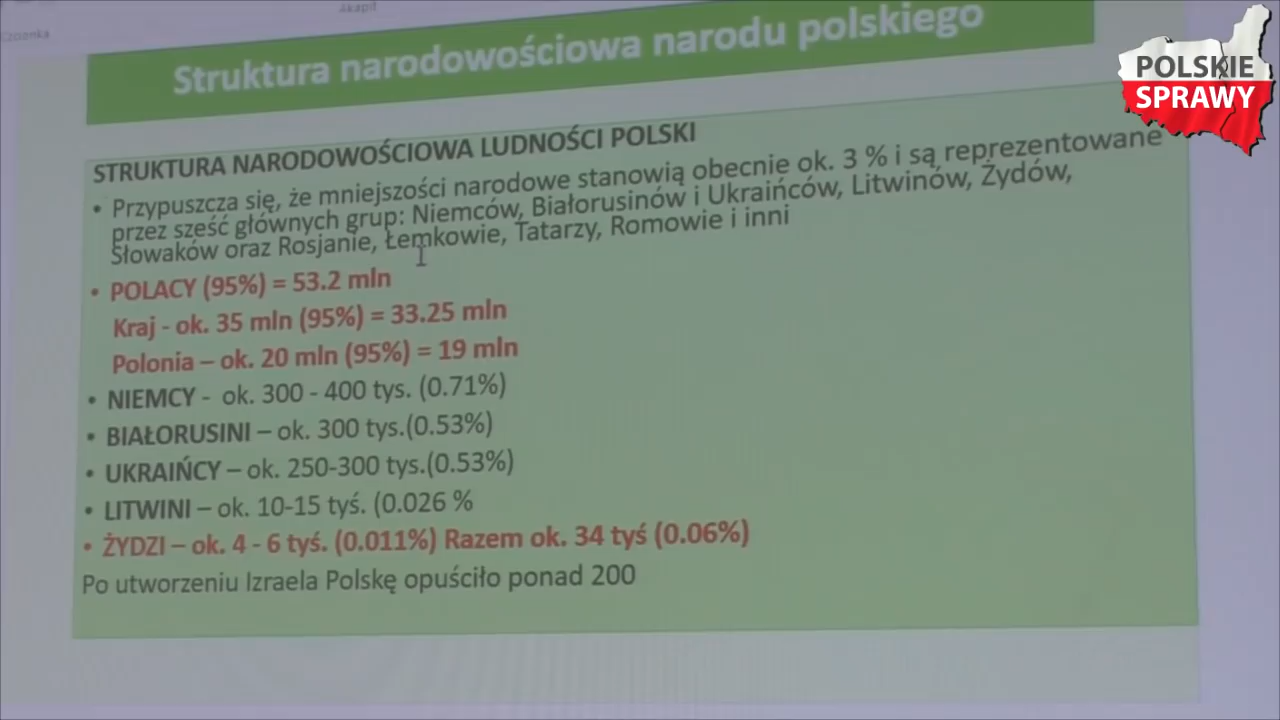 Akapit
Czcionka
Struktura narodowościowa narodu polskiego
POLSKIE
SPRAWY
STRUKTURA NARODOWOŚCIOWA LUDNOŚCI POLSKI
• Przypuszcza się, że mniejszości narodowe stanowią obecnie ok. 3 % i są reprezentowane
przez sześć głównych grup: Niemców, Białorusinów i Ukraińców, Litwinów, Żydów,
Słowaków oraz Rosjanie, Łemkowie, Tatarzy, Romowie i inni
• POLACY (95%) = 53.2 mln
Kraj - ok. 35 mln (95%) = 33.25 mln
Polonia – ok. 20 mln (95%) = 19 mln
• NIEMCY - ok. 300 - 400 tys. (0.71%)
• BIAŁORUSINI – ok. 300 tys.(0.53%)
• UKRAIŃCY – ok. 250-300 tys.(0.53%)
• LITWINI – ok. 10-15 tyś. (0.026 %
• ŻYDZI – ok. 4 - 6 tyś. (0.011%) Razem ok. 34 tyś (0.06%)
Po utworzeniu Izraela Polskę opuściło ponad 200